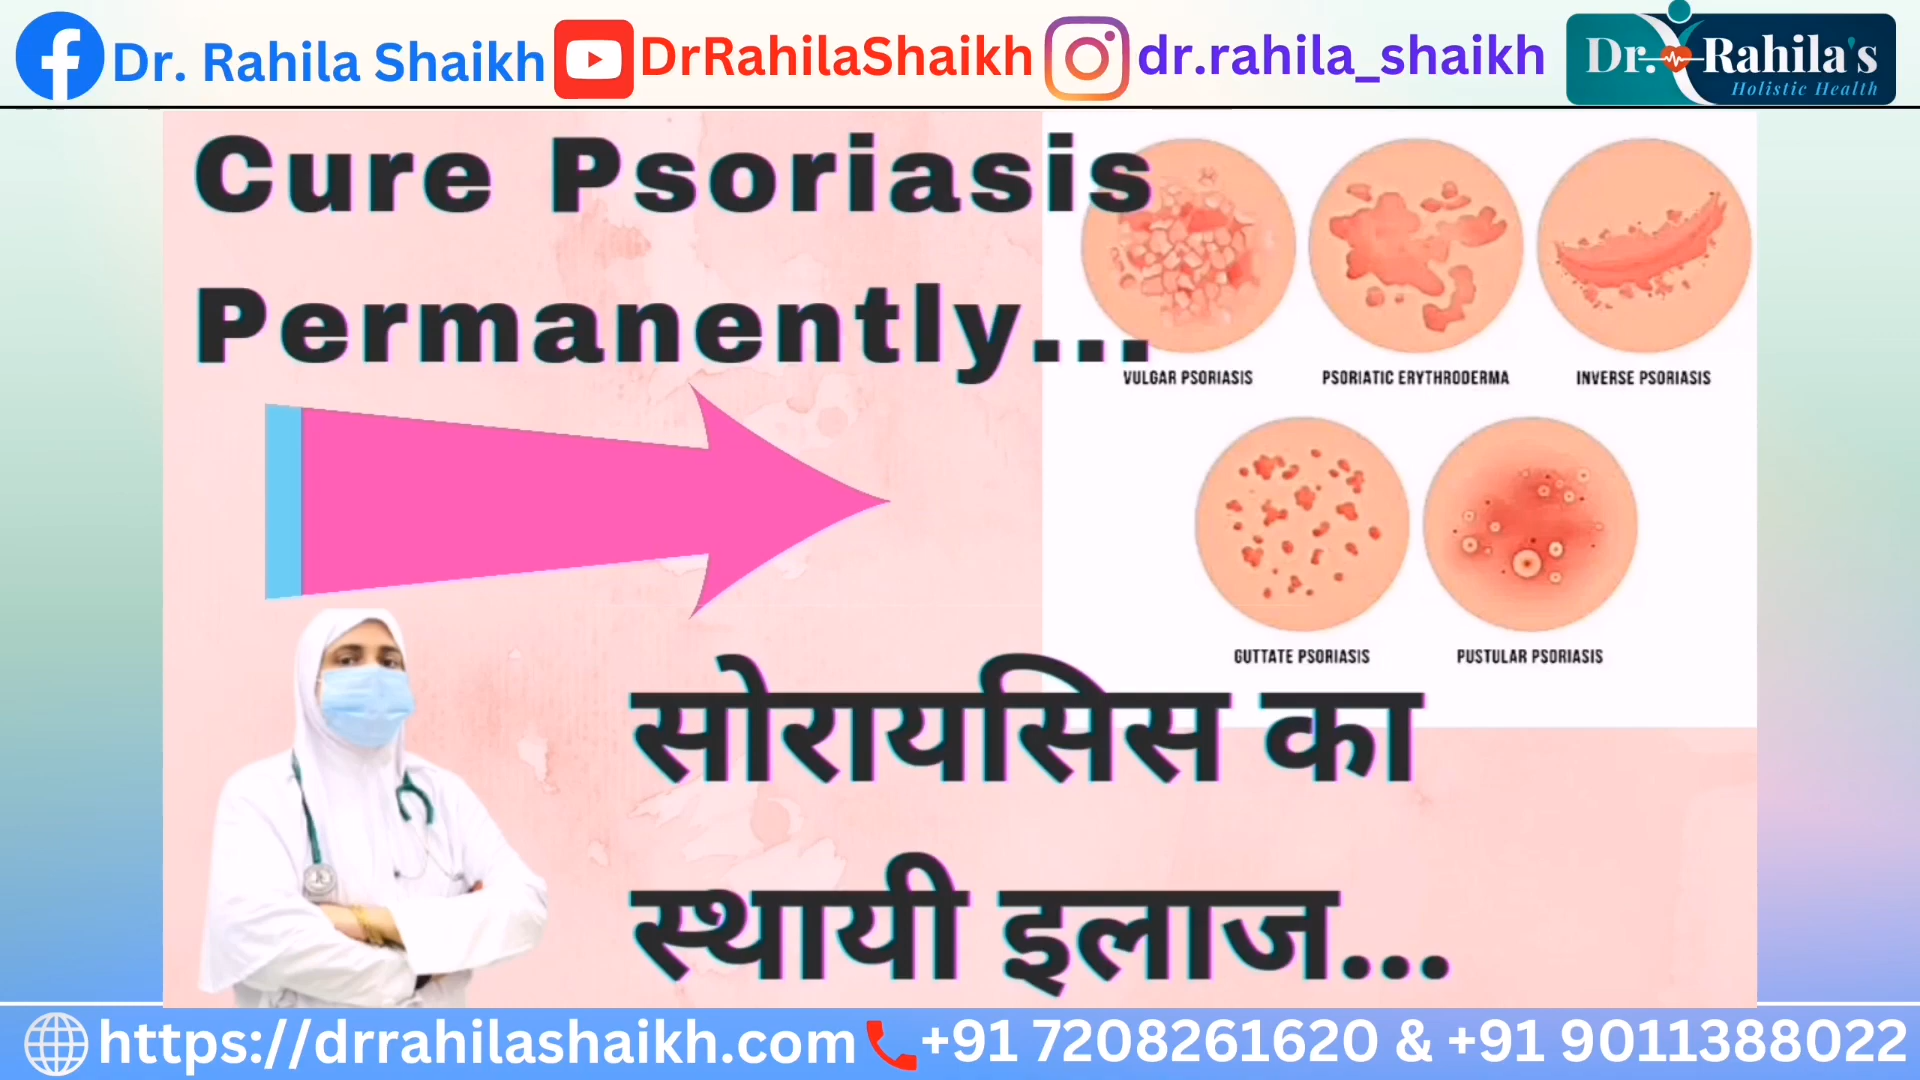 Dr. Rahila Shaikh DrRahilaShaikh dr.rahila_shaikh Dr. Rahila's
Holistic Health
Cure Psoriasis
Permanently...
VULGAR PSORIASIS PSORIATIC ERYTHRODERMA INVERSE PSORIASIS
GUTTATE PSORIASIS PUSTULAR PSORIASIS
सोरायसिस का
स्थायी इलाज...
https://drrahilashaikh.com +91 7208261620 & +91 9011388022